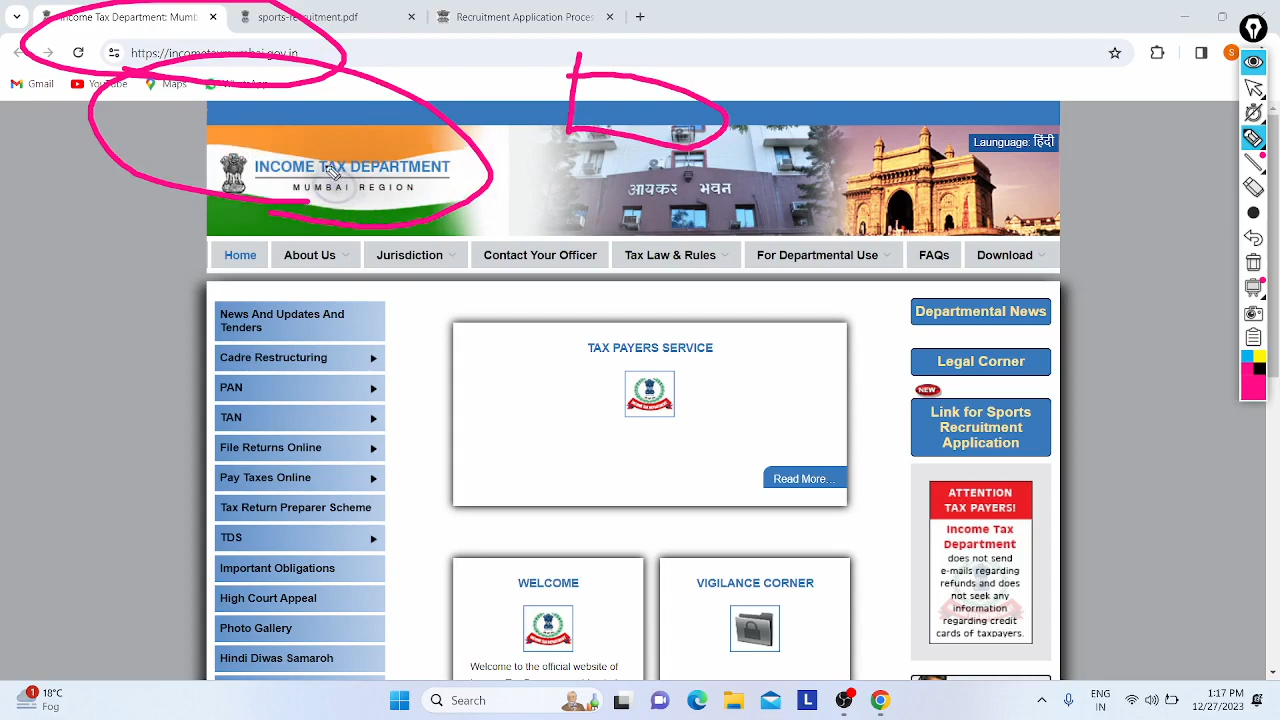 Income Tax Department: Mumb
sports-recruitment
Recruitment Application Proces
https://incometaxmumbai.gov.in
S
Gmail
YouTube
Maps
WhatsApp
Launguage: हिंदी
INCOME TAX DEPARTMENT
MUMBAI REGION
आयकर भवन
Home
About Us
Jurisdiction
Contact Your Officer
Tax Law & Rules
For Departmental Use
FAQs
Download
News And Updates And
Tenders
Cadre Restructuring
PAN
TAN
File Returns Online
Pay Taxes Online
Tax Return Preparer Scheme
TDS
Important Obligations
High Court Appeal
Photo Gallery
Hindi Diwas Samaroh
TAX PAYERS SERVICE
Read More...
WELCOME
Welcome to the official website of
VIGILANCE CORNER
Departmental News
Legal Corner
NEW
Link for Sports
Recruitment
Application
ATTENTION
TAX PAYERS!
Income Tax
Department
does not send
e-mails regarding
refunds and does
not seek any
information
regarding credit
cards of taxpayers.
1
18°C
Fog
Search
L
ENG
IN
1:17 PM
12/27/2023